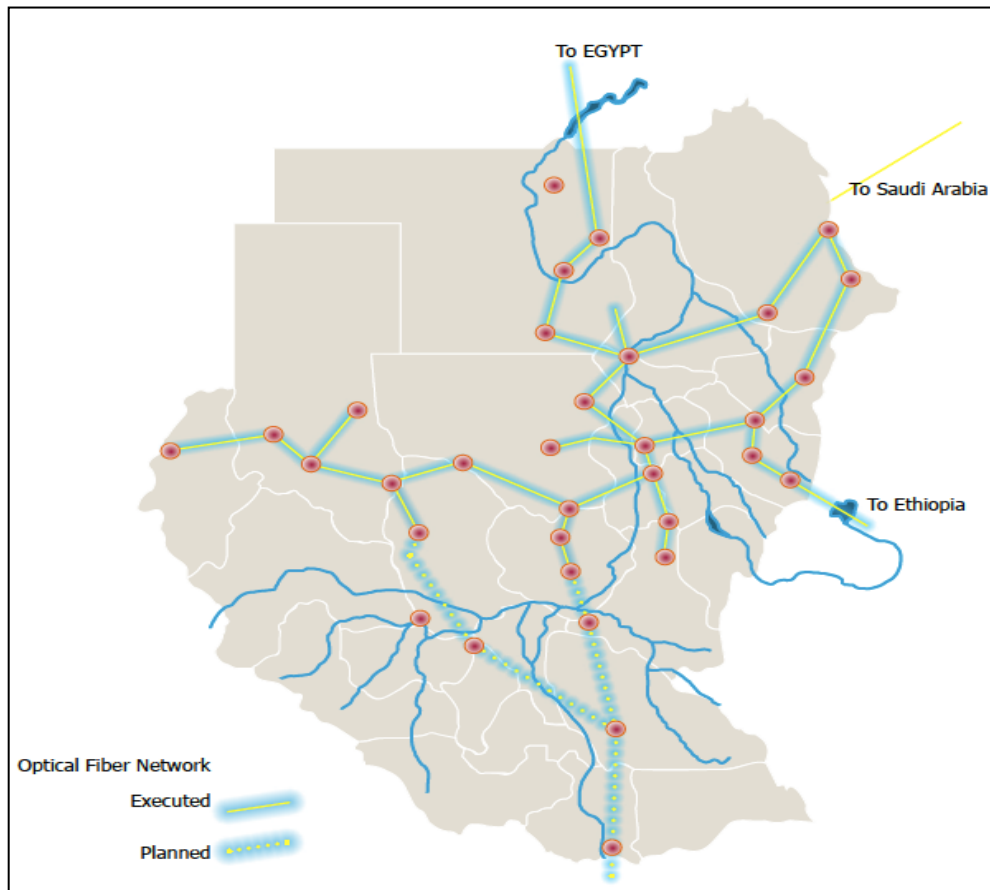 To EGYPT
To Saudi Arabia
To Ethiopia
Optical Fiber Network
Executed
Planned